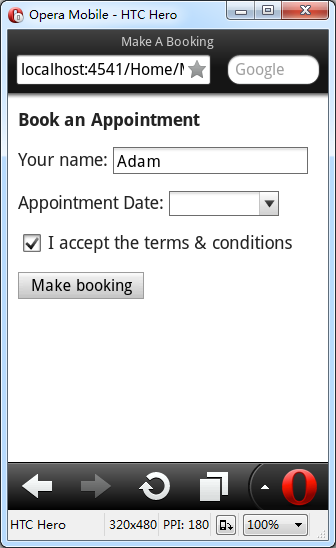 Opera Mobile - HTC Hero
Make A Booking
localhost:4541/Home/
Google
Book an Appointment
Your name: Adam
Appointment Date:
I accept the terms & conditions
Make booking
HTC Hero 320x480 PPI: 180 100%